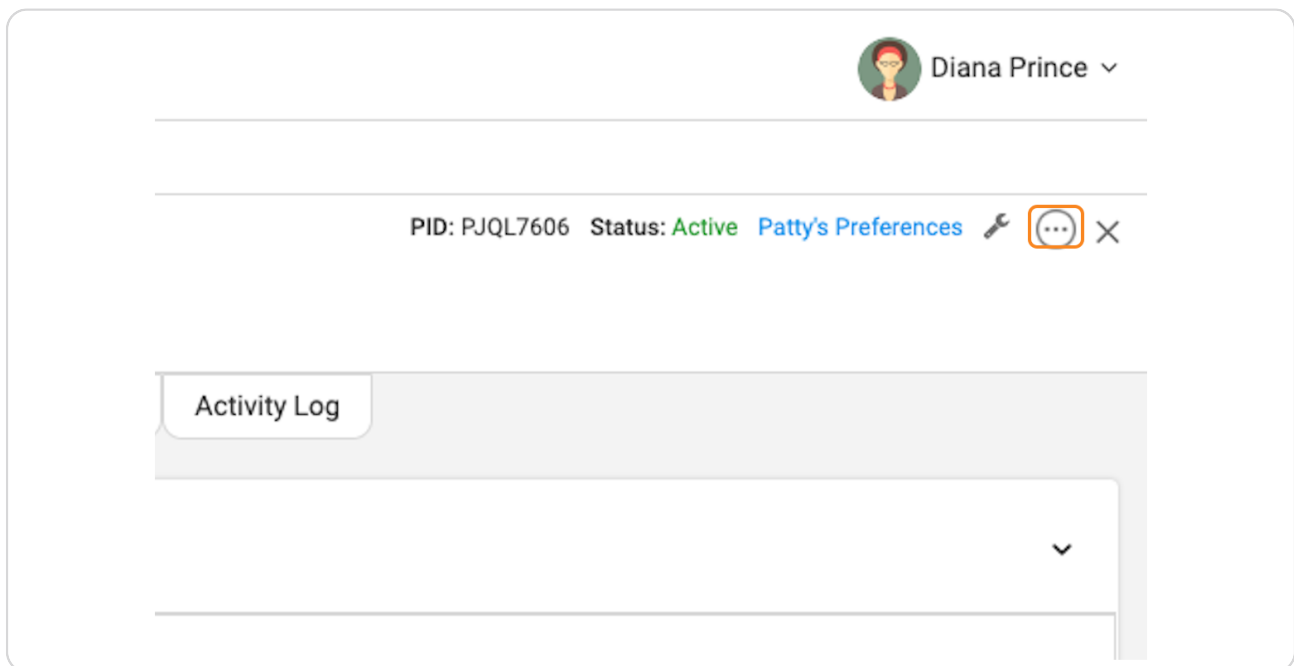 Diana Prince
PID: PJQL7606 Status: Active Patty's Preferences
Activity Log